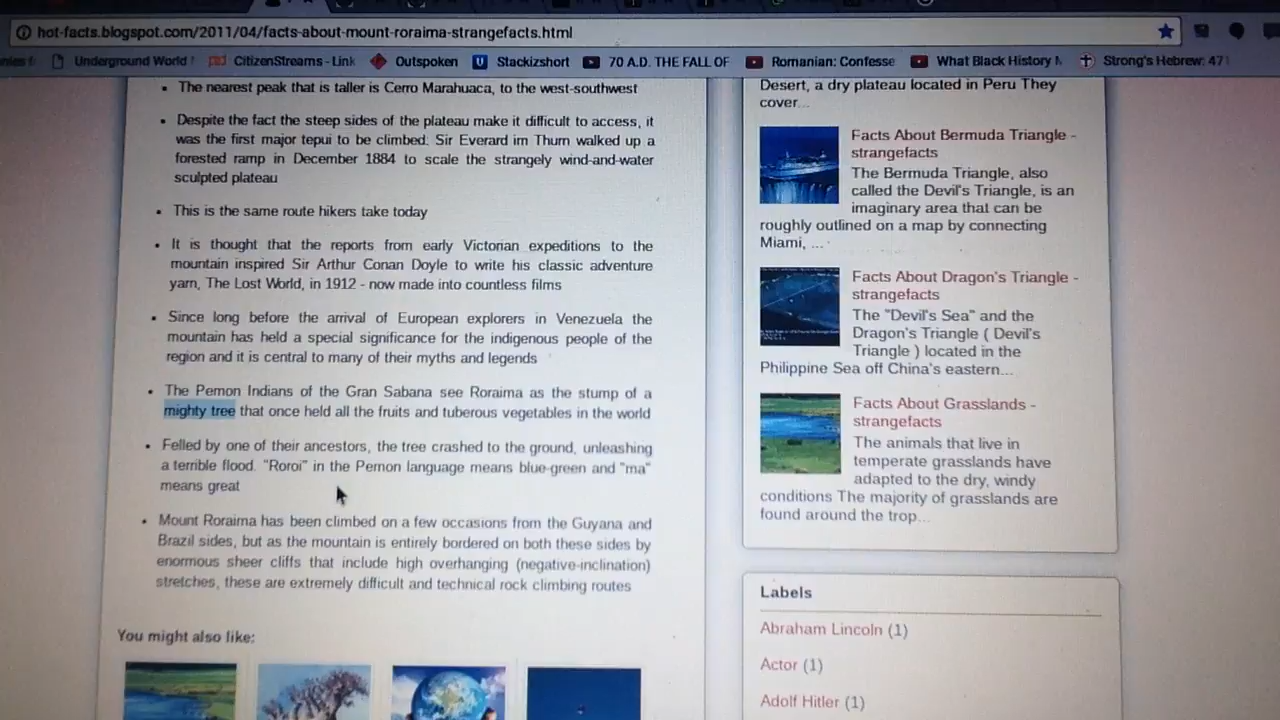 hot-facts.blogspot.com/2011/04/facts-about-mount-roraima-strangefacts.html
Underground World
CitizenStreams - Link
Outspoken
Stackizshort
70 A.D. THE FALL OF
Romanian: Confesse
What Black History
Strong's Hebrew: 47
The nearest peak that is taller is Cerro Marahuaca, to the west-southwest
Despite the fact the steep sides of the plateau make it difficult to access, it
was the first major tepui to be climbed: Sir Everard im Thurn walked up a
forested ramp in December 1884 to scale the strangely wind-and-water
sculpted plateau
This is the same route hikers take today
It is thought that the reports from early Victorian expeditions to the
mountain inspired Sir Arthur Conan Doyle to write his classic adventure
yarn, The Lost World, in 1912 - now made into countless films
Since long before the arrival of European explorers in Venezuela the
mountain has held a special significance for the indigenous people of the
region and it is central to many of their myths and legends
The Pemon Indians of the Gran Sabana see Roraima as the stump of a
mighty tree that once held all the fruits and tuberous vegetables in the world
Felled by one of their ancestors, the tree crashed to the ground, unleashing
a terrible flood. "Roroi" in the Pemon language means blue-green and "ma"
means great
Mount Roraima has been climbed on a few occasions from the Guyana and
Brazil sides, but as the mountain is entirely bordered on both these sides by
enormous sheer cliffs that include high overhanging (negative-inclination)
stretches, these are extremely difficult and technical rock climbing routes
You might also like:
Desert, a dry plateau located in Peru They
cover...
Facts About Bermuda Triangle -
strangefacts
The Bermuda Triangle, also
called the Devil's Triangle, is an
imaginary area that can be
roughly outlined on a map by connecting
Miami, ...
Facts About Dragon's Triangle -
strangefacts
The "Devil's Sea" and the
Dragon's Triangle ( Devil's
Triangle ) located in the
Philippine Sea off China's eastern...
Facts About Grasslands -
strangefacts
The animals that live in
temperate grasslands have
adapted to the dry, windy
conditions The majority of grasslands are
found around the trop...
Labels
Abraham Lincoln (1)
Actor (1)
Adolf Hitler (1)